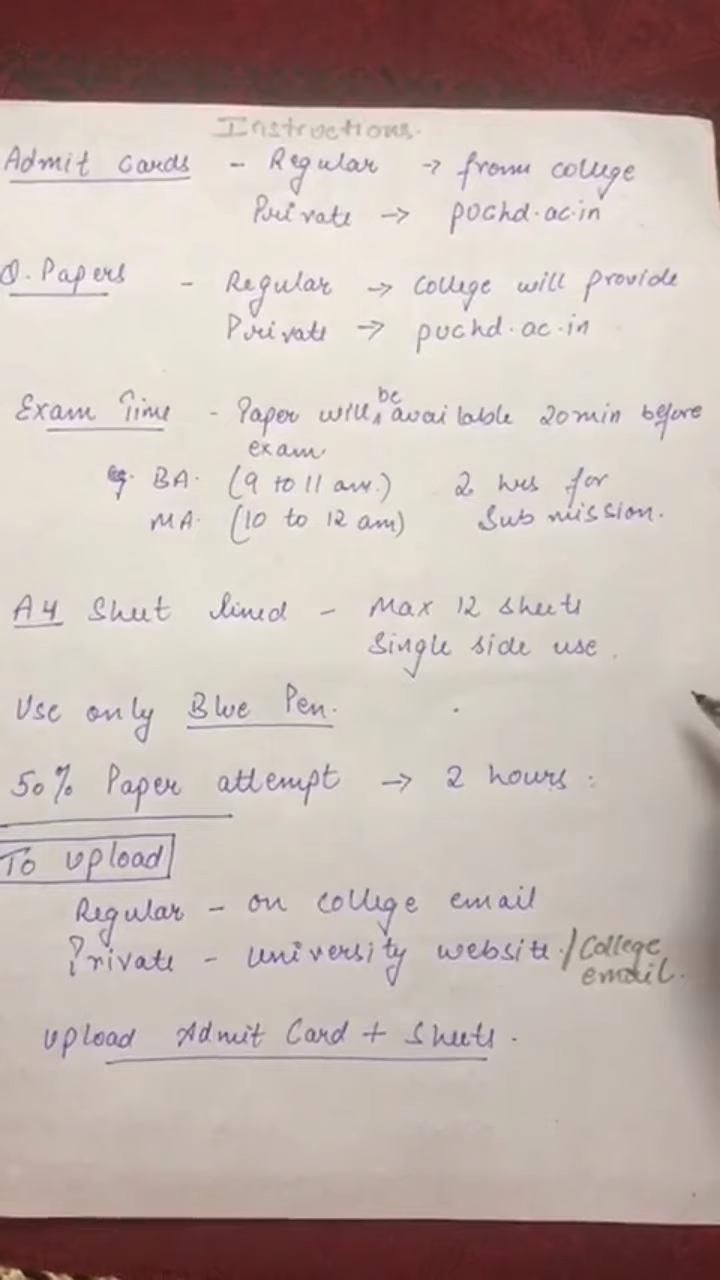 Instructions.
Admit Cards - Regular → from college
Private → puchd.ac.in
Q. Papers - Regular → College will provide
Private → puchd.ac.in
Exam Time - Paper will be available 20 min before
exam
eg. BA. (9 to 11 am.) 2 hrs for
MA. (10 to 12 am) Submission.
A4 Sheet lined - Max 12 sheets
Single side use.
Use only Blue Pen.
50% Paper attempt → 2 hours:
To Upload
Regular - on college email
Private - University website./College
email.
Upload Admit Card + Sheets.